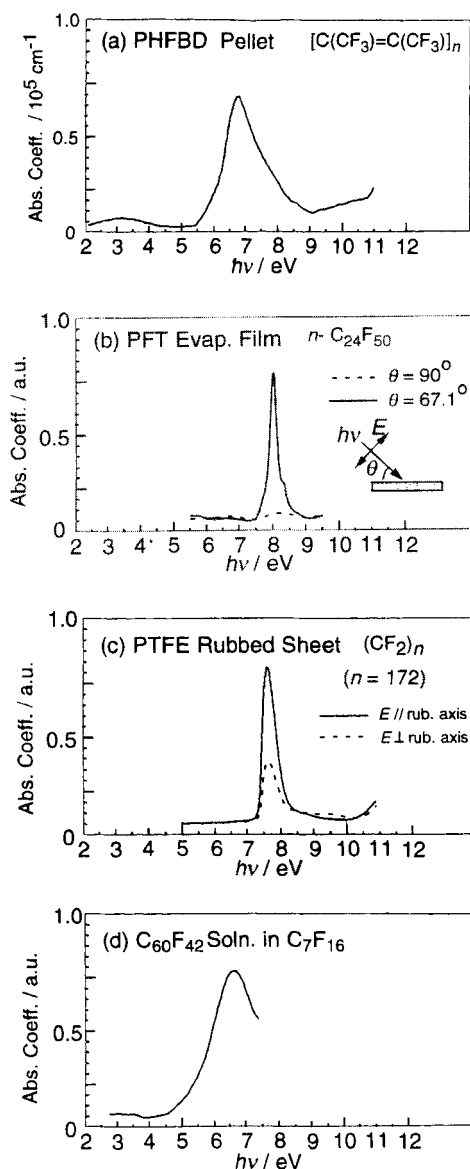 (a) PHFBD Pellet [C(CF₃)=C(CF₃)]ₙ
Abs. Coeff. / 10⁵ cm⁻¹
1.0
0.5
0
2 3 4 5 6 7 8 9 10 11 12
hν / eV
(b) PFT Evap. Film n- C₂₄F₅₀
Abs. Coeff. / a.u.
1.0
0.5
0
θ = 90°
θ = 67.1°
hν
E
θ
2 3 4 5 6 7 8 9 10 11 12
hν / eV
(c) PTFE Rubbed Sheet (CF₂)ₙ
(n = 172)
Abs. Coeff. / a.u.
1.0
0.5
0
E // rub. axis
E ⊥ rub. axis
2 3 4 5 6 7 8 9 10 11 12
hν / eV
(d) C₆₀F₄₂ Soln. in C₇F₁₆
Abs. Coeff. / a.u.
1.0
0.5
0
2 3 4 5 6 7 8 9 10 11 12
hν / eV